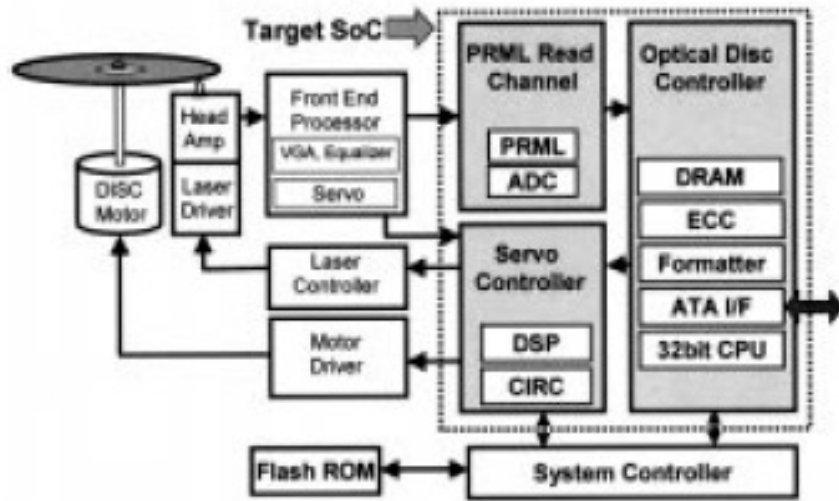 Target SoC
PRML Read
Channel
PRML
ADC
Optical Disc
Controller
DRAM
ECC
Formatter
ATA I/F
32bit CPU
Head
Amp
Laser
Driver
DISC
Motor
Front End
Processor
VGA, Equalizer
Servo
Servo
Controller
DSP
CIRC
Laser
Controller
Motor
Driver
Flash ROM
System Controller